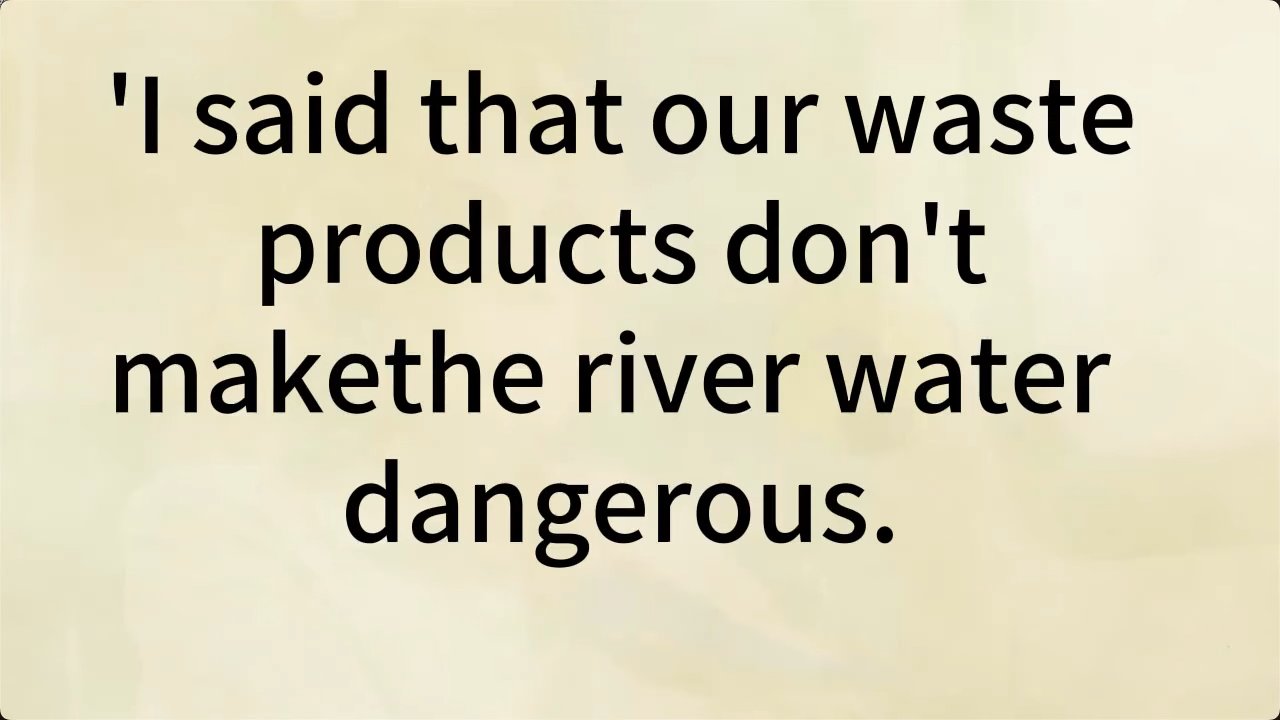 'I said that our waste
products don't
makethe river water
dangerous.